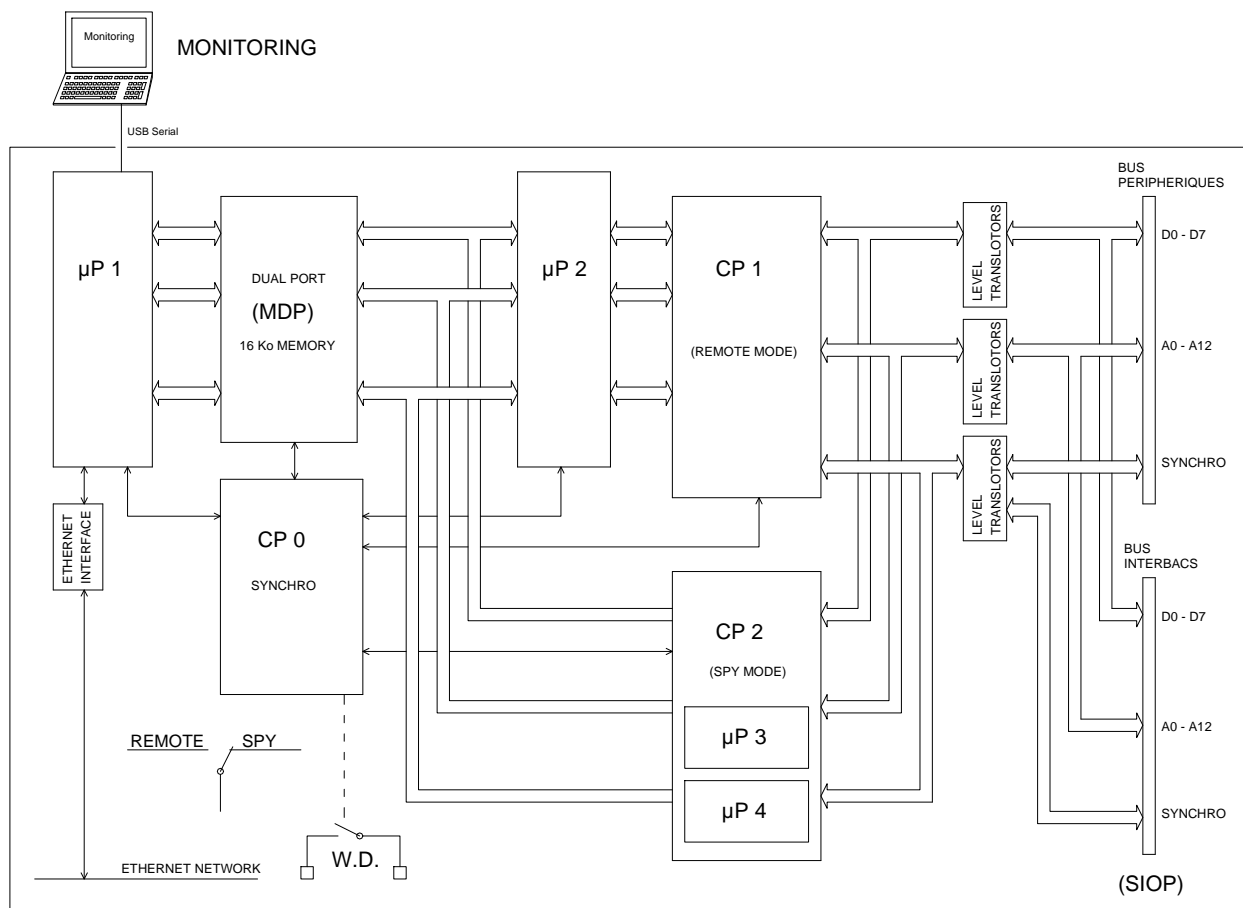 Monitoring
MONITORING
USB Serial
BUS
PERIPHERIQUES
µP 1
DUAL PORT
(MDP)
16 Ko MEMORY
µP 2
CP 1
(REMOTE MODE)
LEVEL
TRANSLOTORS
D0 - D7
LEVEL
TRANSLOTORS
A0 - A12
LEVEL
TRANSLOTORS
SYNCHRO
ETHERNET
INTERFACE
CP 0
SYNCHRO
BUS
INTERBACS
CP 2
(SPY MODE)
µP 3
µP 4
D0 - D7
A0 - A12
SYNCHRO
REMOTE
SPY
W.D.
ETHERNET NETWORK
(SIOP)